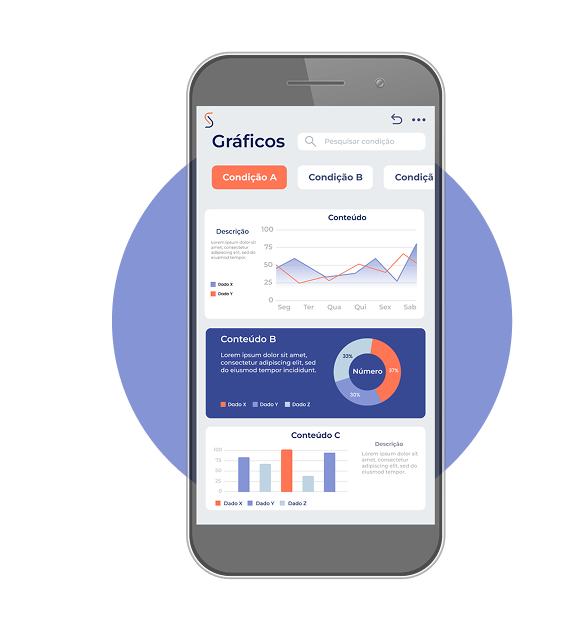 Gráficos
Pesquisar condição
Condição A
Condição B
Condiçã
Conteúdo
Descrição
Lorem ipsum dolor sit
amet, consectetur
adipiscing elit, sed do
eiusmod tempor.
Dado X
Dado Y
100
75
50
25
0
Seg Ter Qua Qui Sex Sab
Conteúdo B
Lorem ipsum dolor sit amet,
consectetur adipiscing elit, sed
do eiusmod tempor incididunt.
Dado X Dado Y Dado Z
33%
37%
30%
Número
Conteúdo C
100
75
50
25
0
Dado X Dado Y Dado Z
Descrição
Lorem ipsum dolor sit
amet, consectetur
adipiscing elit, sed do
eiusmod tempor.